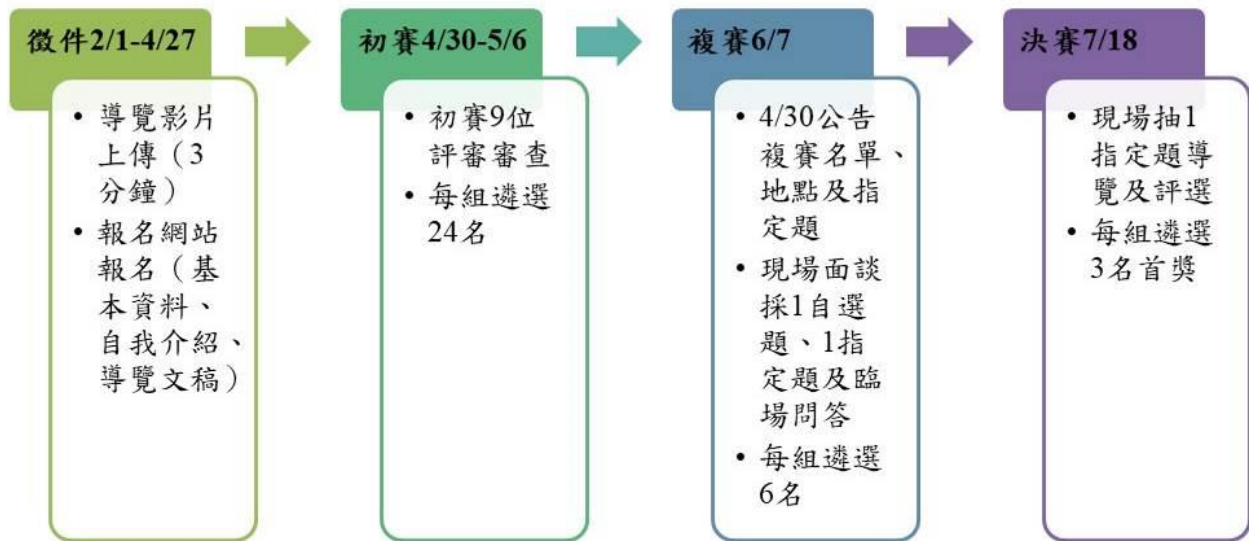 徵件2/1-4/27
• 導覽影片
上傳（3
分鐘）
• 報名網站
報名（基
本資料、
自我介紹、
導覽文稿）
初賽4/30-5/6
• 初賽9位
評審審查
• 每組遴選
24名
複賽6/7
• 4/30公告
複賽名單、
地點及指
定題
• 現場面談
採1自選
題、1指
定題及臨
場問答
• 每組遴選
6名
決賽7/18
• 現場抽1
指定題導
覽及評選
• 每組遴選
3名首獎